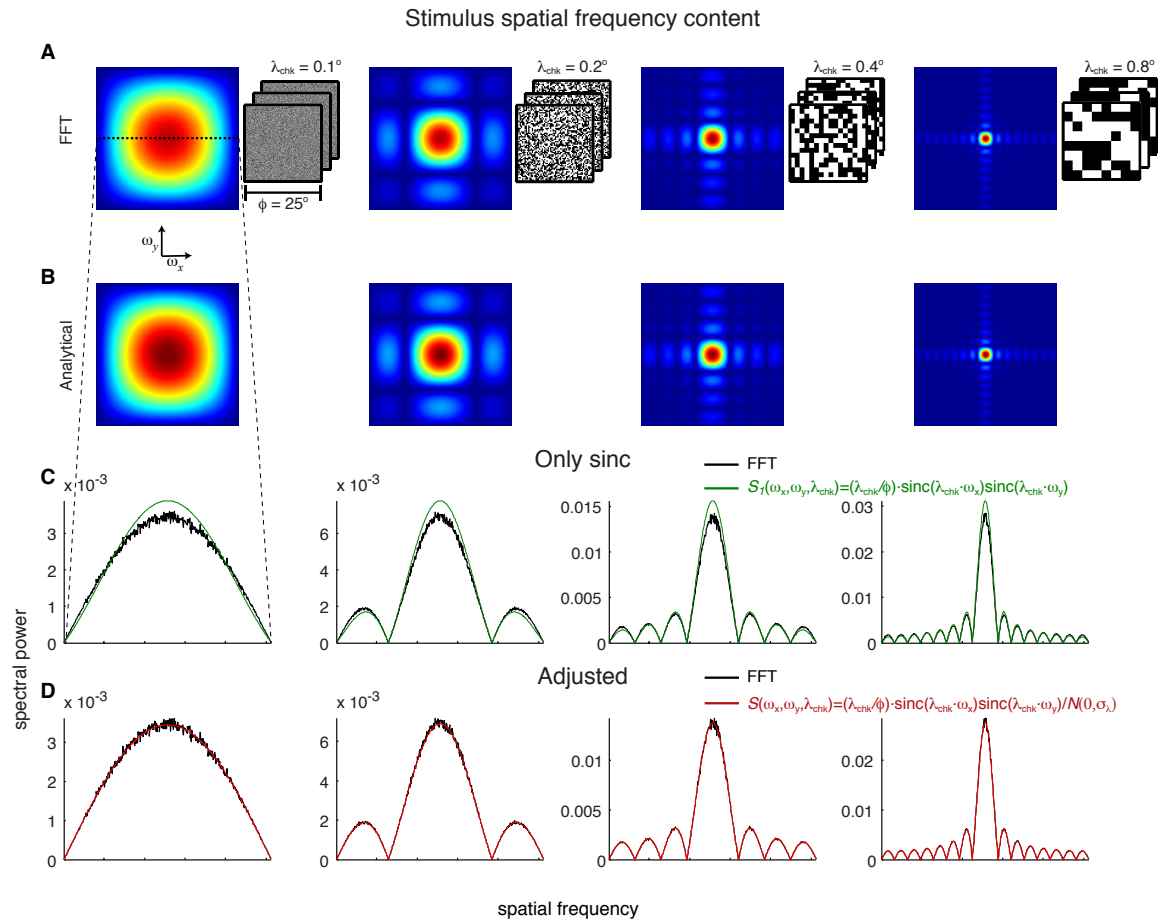 Stimulus spatial frequency content
A
FFT
λchk = 0.1o
λchk = 0.2o
λchk = 0.4o
λchk = 0.8o
ϕ = 25o
ωy
ωx
B
Analytical
C
Only sinc
FFT
S1(ωx,ωy,λchk)=(λchk/ϕ)·sinc(λchk·ωx)sinc(λchk·ωy)
x 10-3
3
2
1
0
x 10-3
6
4
2
0
0.015
0.01
0.005
0
0.03
0.02
0.01
0
spectral power
D
Adjusted
FFT
S(ωx,ωy,λchk)=(λchk/ϕ)·sinc(λchk·ωx)sinc(λchk·ωy)/N(0,σλ)
x 10-3
3
2
1
0
x 10-3
6
4
2
0
0.01
0.005
0
0.02
0.01
0
spatial frequency